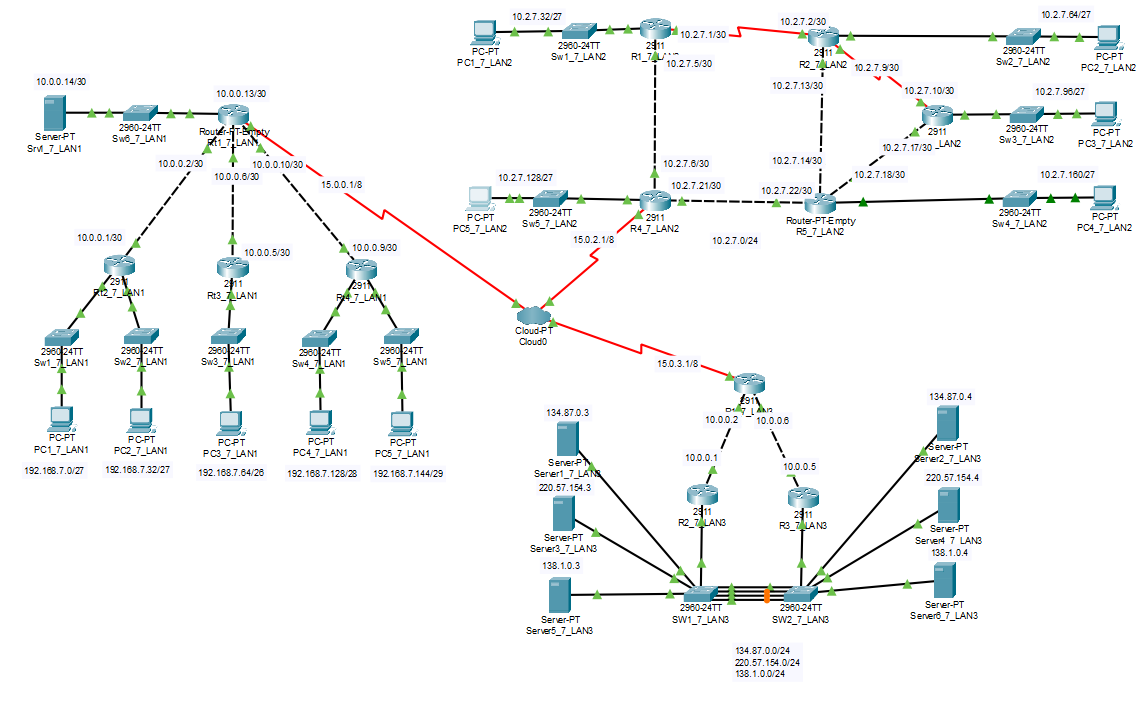 10.0.0.14/30
Server-PT
Srvl_7_LAN1
2960-24TT
Sw6_7_LAN1
10.0.0.13/30
Router-PT-Empty
Rt1_7_LAN1
10.0.0.2/30
10.0.0.6/30
10.0.0.10/30
15.0.0.1/8
10.0.0.1/30
10.0.0.5/30
10.0.0.9/30
2911
Rt2_7_LAN1
2911
Rt3_7_LAN1
2911
Rt4_7_LAN1
2960-24TT
Sw1_7_LAN1
2960-24TT
Sw2_7_LAN1
2960-24TT
Sw3_7_LAN1
2960-24TT
Sw4_7_LAN1
2960-24TT
Sw5_7_LAN1
PC-PT
PC1_7_LAN1
PC-PT
PC2_7_LAN1
PC-PT
PC3_7_LAN1
PC-PT
PC4_7_LAN1
PC-PT
PC5_7_LAN1
192.168.7.0/27
192.168.7.32/27
192.168.7.64/26
192.168.7.128/28
192.168.7.144/29
10.2.7.32/27
PC-PT
PC1_7_LAN2
2960-24TT
Sw1_7_LAN2
2911
R1_7_LAN2
10.2.7.1/30
10.2.7.5/30
10.2.7.2/30
2911
R2_7_LAN2
10.2.7.64/27
2960-24TT
Sw2_7_LAN2
PC-PT
PC2_7_LAN2
10.2.7.9/30
10.2.7.13/30
10.2.7.10/30
2911
LAN2
10.2.7.96/27
2960-24TT
Sw3_7_LAN2
PC-PT
PC3_7_LAN2
10.2.7.17/30
10.2.7.14/30
10.2.7.18/30
10.2.7.6/30
10.2.7.21/30
10.2.7.22/30
10.2.7.128/27
PC-PT
PC5_7_LAN2
2960-24TT
Sw5_7_LAN2
2911
R4_7_LAN2
Router-PT-Empty
R5_7_LAN2
10.2.7.160/27
2960-24TT
Sw4_7_LAN2
PC-PT
PC4_7_LAN2
15.0.2.1/8
10.2.7.0/24
Cloud-PT
Cloud0
15.0.3.1/8
2911
10.0.0.2
10.0.0.6
10.0.0.1
10.0.0.5
2911
R2_7_LAN3
2911
R3_7_LAN3
134.87.0.3
Server-PT
Server1_7_LAN3
220.57.154.3
Server-PT
Server3_7_LAN3
138.1.0.3
Server-PT
Server5_7_LAN3
134.87.0.4
Server-PT
Server2_7_LAN3
220.57.154.4
Server-PT
Server4_7_LAN3
138.1.0.4
Server-PT
Server6_7_LAN3
2960-24TT
SW1_7_LAN3
2960-24TT
SW2_7_LAN3
134.87.0.0/24
220.57.154.0/24
138.1.0.0/24